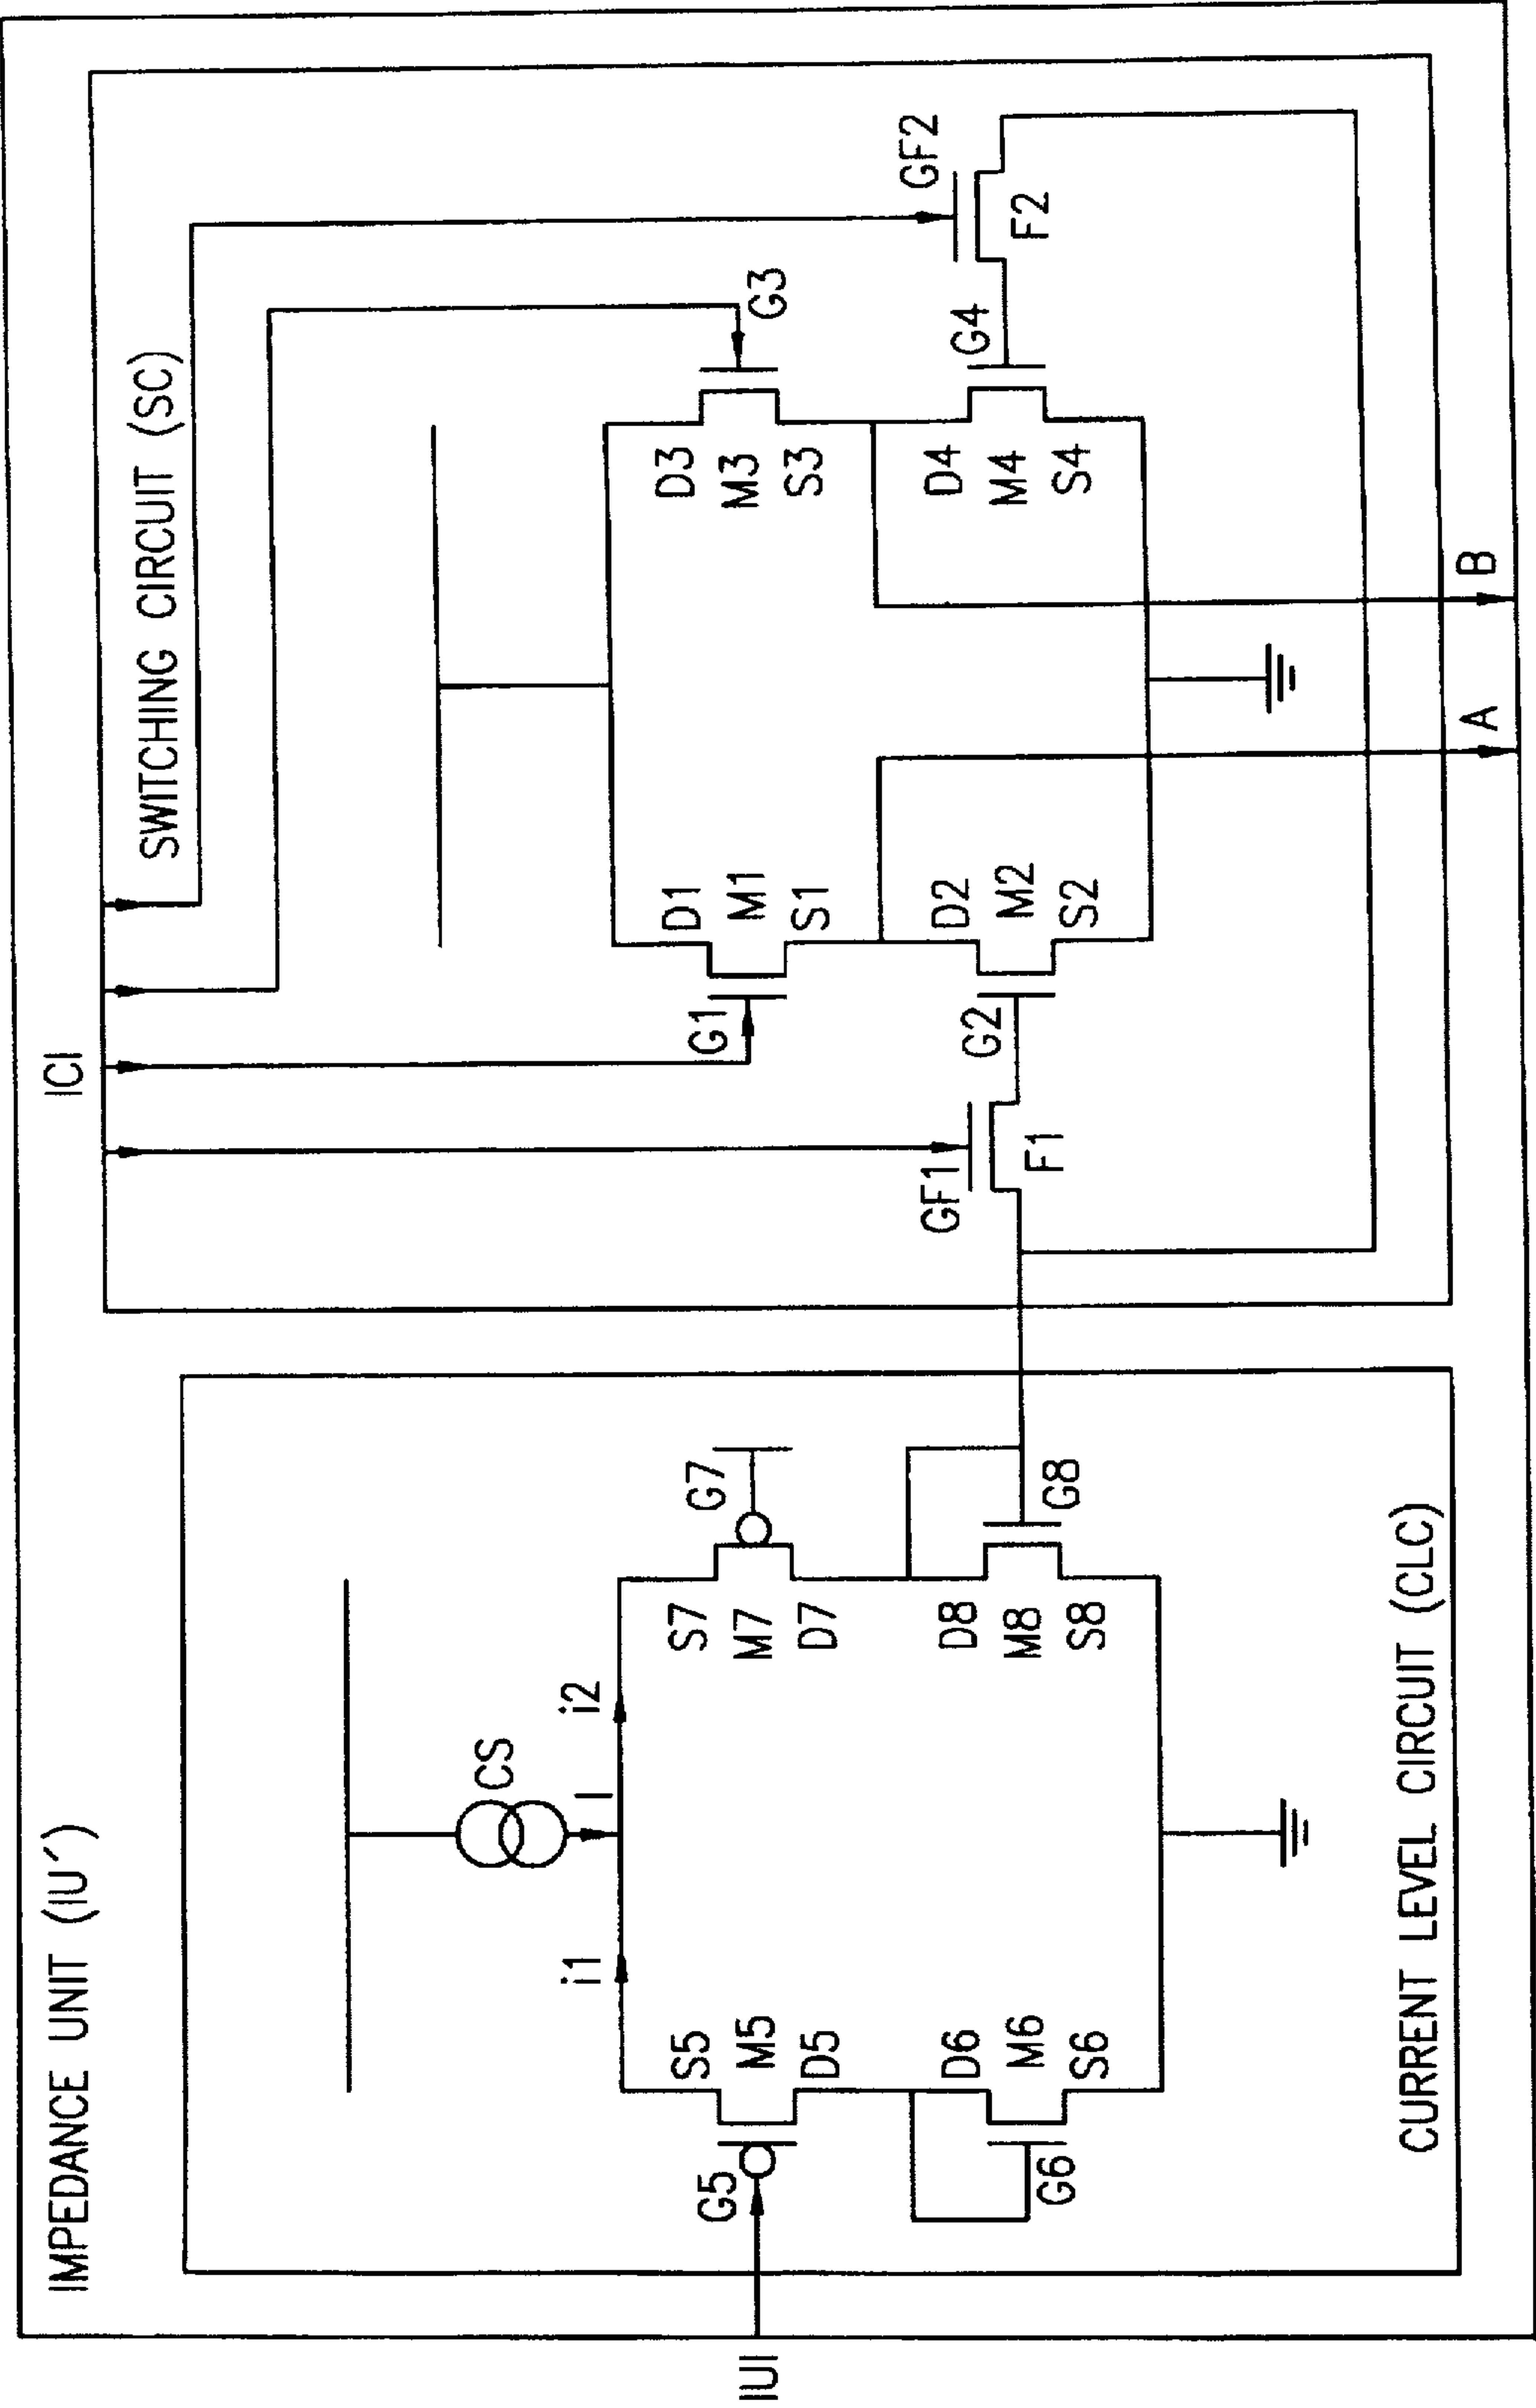 IMPEDANCE UNIT (IU')
ICI
SWITCHING CIRCUIT (SC)
CS
I
i1
i2
S5
M5
D5
G5
IUI
D6
M6
S6
G6
S7
M7
D7
G7
D8
M8
S8
G8
CURRENT LEVEL CIRCUIT (CLC)
GF1
F1
G1
D1
M1
S1
G2
D2
M2
S2
G3
D3
M3
S3
G4
D4
M4
S4
GF2
F2
A
B